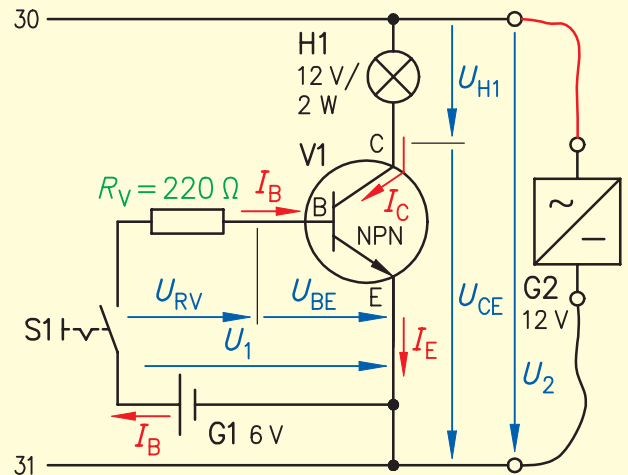 30
H1
12 V/
2 W
U_H1
C
V1
R_V = 220 Ω
I_B
B
I_C
NPN
~
–
G2
12 V
E
U_RV
U_BE
U_CE
S1
U_1
I_E
U_2
I_B
G1 6 V
31